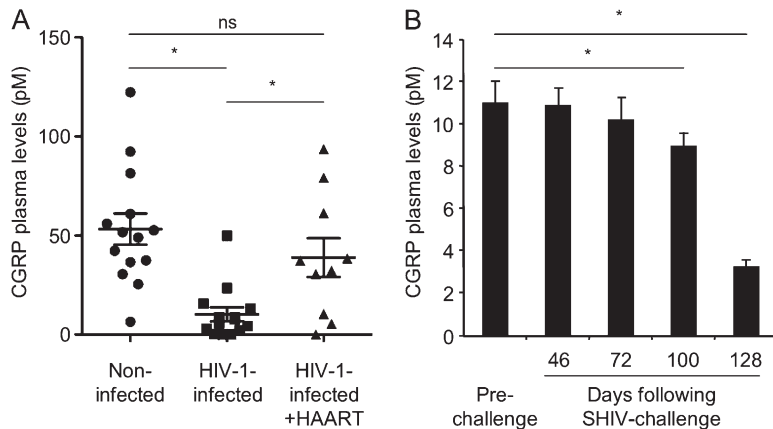 A
CGRP plasma levels (pM)
150
100
50
0
ns
*
*
Non-
infected
HIV-1-
infected
HIV-1-
infected
+HAART
B
CGRP plasma levels (pM)
14
12
10
8
6
4
2
0
*
*
46 72 100 128
Pre-
challenge
Days following
SHIV-challenge